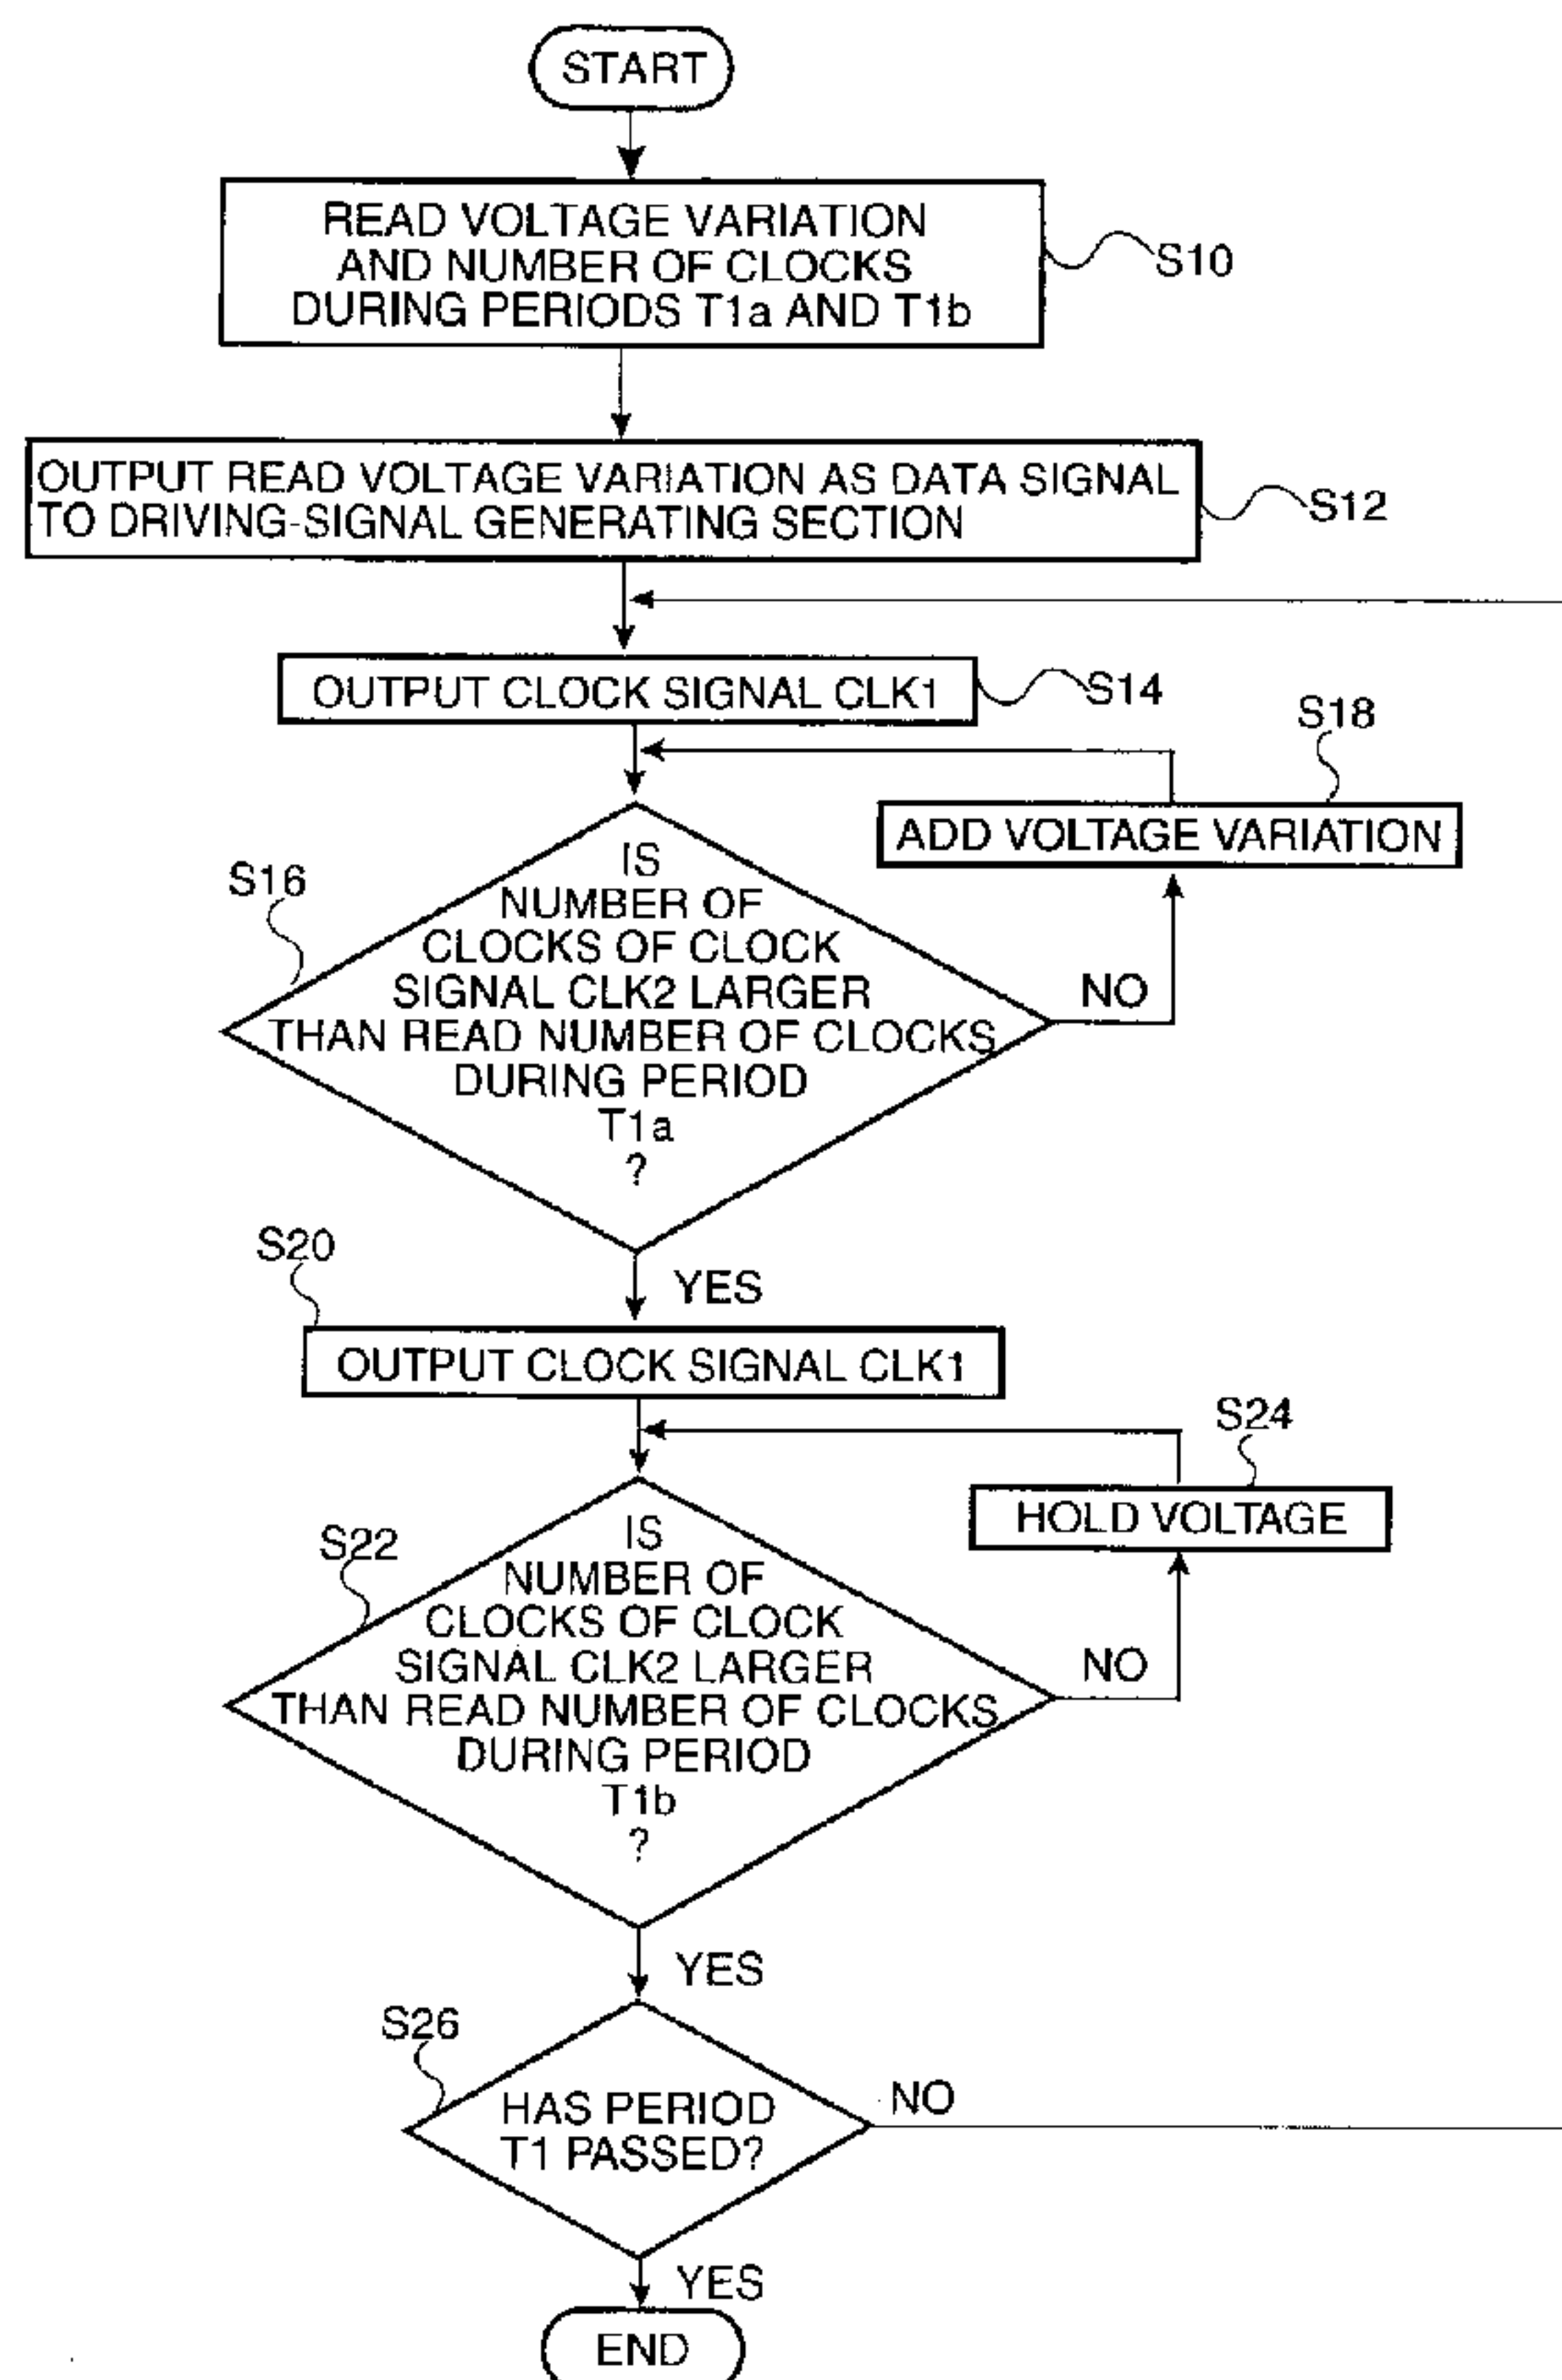 START
READ VOLTAGE VARIATION
AND NUMBER OF CLOCKS
DURING PERIODS T1a AND T1b
S10
OUTPUT READ VOLTAGE VARIATION AS DATA SIGNAL
TO DRIVING-SIGNAL GENERATING SECTION
S12
OUTPUT CLOCK SIGNAL CLK1
S14
S18
ADD VOLTAGE VARIATION
S16
IS
NUMBER OF
CLOCKS OF CLOCK
SIGNAL CLK2 LARGER
THAN READ NUMBER OF CLOCKS
DURING PERIOD
T1a
?
NO
YES
S20
OUTPUT CLOCK SIGNAL CLK1
S24
HOLD VOLTAGE
S22
IS
NUMBER OF
CLOCKS OF CLOCK
SIGNAL CLK2 LARGER
THAN READ NUMBER OF CLOCKS
DURING PERIOD
T1b
?
NO
YES
S26
HAS PERIOD
T1 PASSED?
NO
YES
END